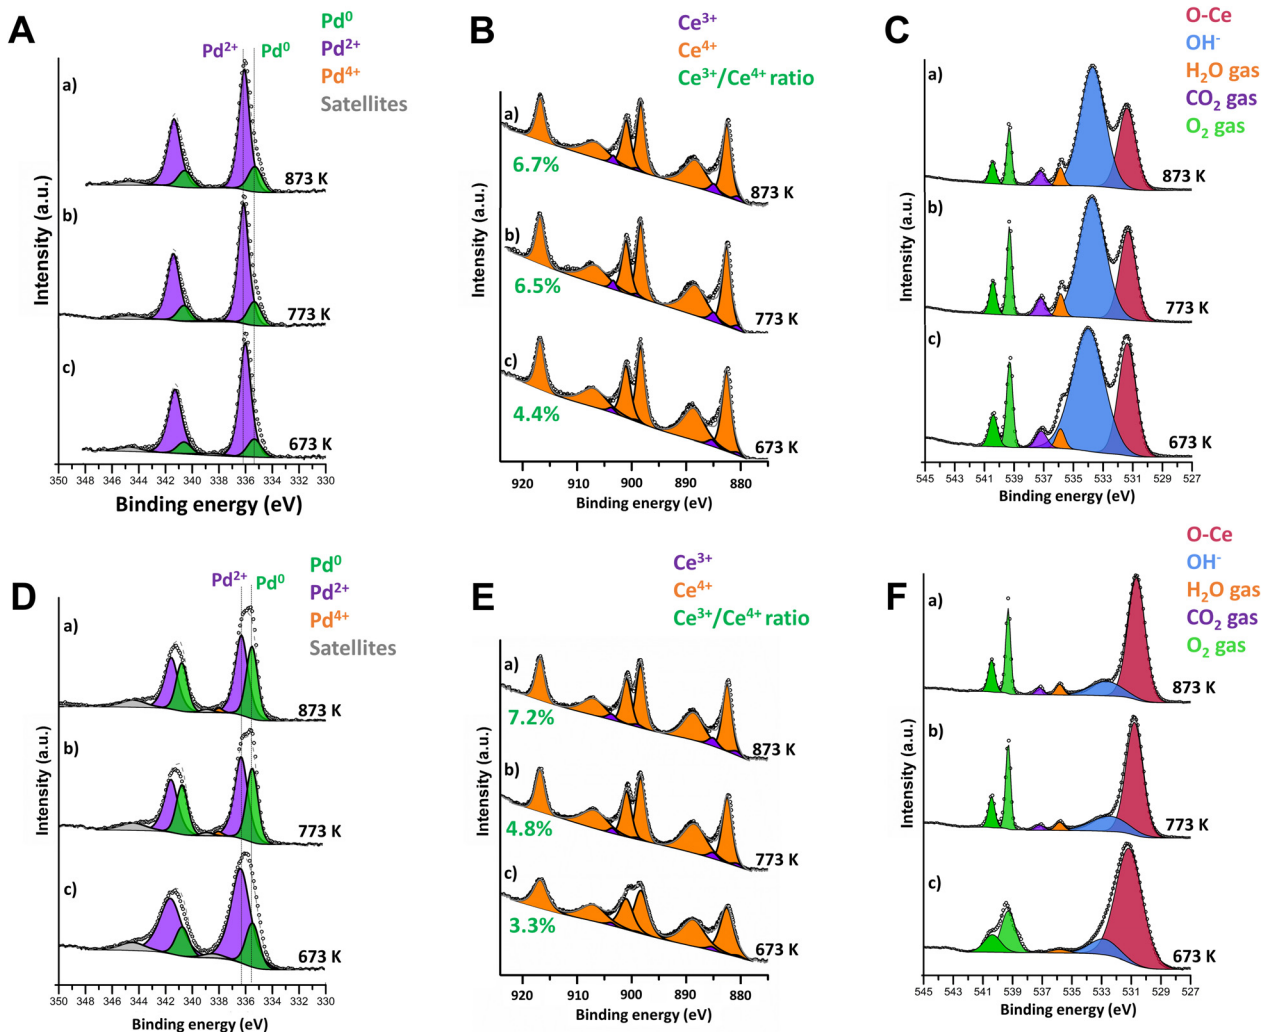 A
Pd⁰
Pd²⁺
Pd⁴⁺
Satellites
Pd²⁺ Pd⁰
a)
873 K
b)
773 K
c)
673 K
Intensity (a.u.)
350 348 346 344 342 340 338 336 334 332 330
Binding energy (eV)
B
Ce³⁺
Ce⁴⁺
Ce³⁺/Ce⁴⁺ ratio
a)
6.7%
873 K
b)
6.5%
773 K
c)
4.4%
673 K
Intensity (a.u.)
920 910 900 890 880
Binding energy (eV)
C
O-Ce
OH⁻
H₂O gas
CO₂ gas
O₂ gas
a)
873 K
b)
773 K
c)
673 K
Intensity (a.u.)
545 543 541 539 537 535 533 531 529 527
Binding energy (eV)
D
Pd⁰
Pd²⁺
Pd⁴⁺
Satellites
Pd²⁺ Pd⁰
a)
873 K
b)
773 K
c)
673 K
Intensity (a.u.)
350 348 346 344 342 340 338 336 334 332 330
Binding energy (eV)
E
Ce³⁺
Ce⁴⁺
Ce³⁺/Ce⁴⁺ ratio
a)
7.2%
873 K
b)
4.8%
773 K
c)
3.3%
673 K
Intensity (a.u.)
920 910 900 890 880
Binding energy (eV)
F
O-Ce
OH⁻
H₂O gas
CO₂ gas
O₂ gas
a)
873 K
b)
773 K
c)
673 K
Intensity (a.u.)
545 543 541 539 537 535 533 531 529 527
Binding energy (eV)